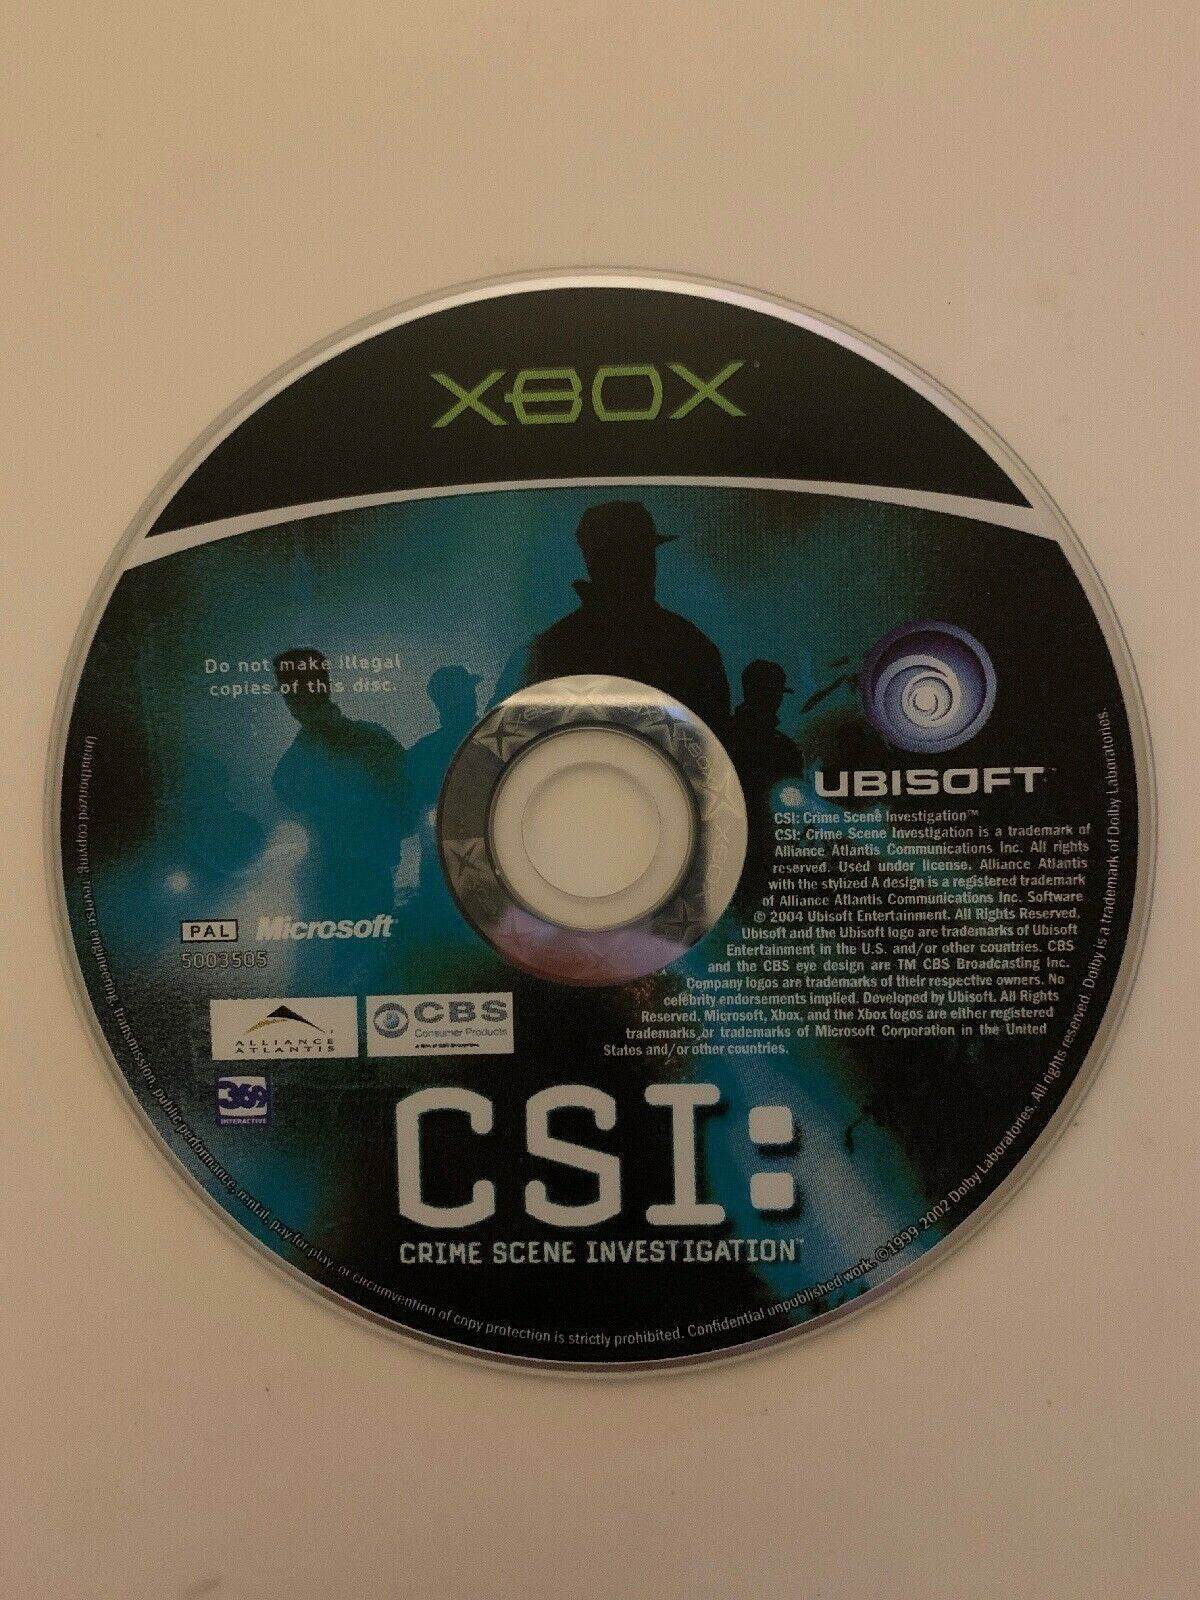 XBOX
Do not make illegal
copies of this disc.
UBISOFT™
CSI: Crime Scene Investigation™
CSI: Crime Scene Investigation is a trademark of
Alliance Atlantis Communications Inc. All rights
reserved. Used under license. Alliance Atlantis
with the stylized A design is a registered trademark
of Alliance Atlantis Communications Inc. Software
© 2004 Ubisoft Entertainment. All Rights Reserved.
Ubisoft and the Ubisoft logo are trademarks of Ubisoft
Entertainment in the U.S. and/or other countries. CBS
and the CBS eye design are TM CBS Broadcasting Inc.
Company logos are trademarks of their respective owners. No
celebrity endorsements implied. Developed by Ubisoft. All Rights
Reserved. Microsoft, Xbox, and the Xbox logos are either registered
trademarks or trademarks of Microsoft Corporation in the United
States and/or other countries.
PAL Microsoft
5003505
ALLIANCE
ATLANTIS
CBS
Consumer Products
369
INTERACTIVE
CSI:
CRIME SCENE INVESTIGATION™
Unauthorized copying, reverse engineering, transmission, public performance, rental, pay for play, or circumvention of copy protection is strictly prohibited. Confidential unpublished work. ©1999 2002 Dolby Laboratories. All rights reserved. Dolby is a trademark of Dolby Laboratories.